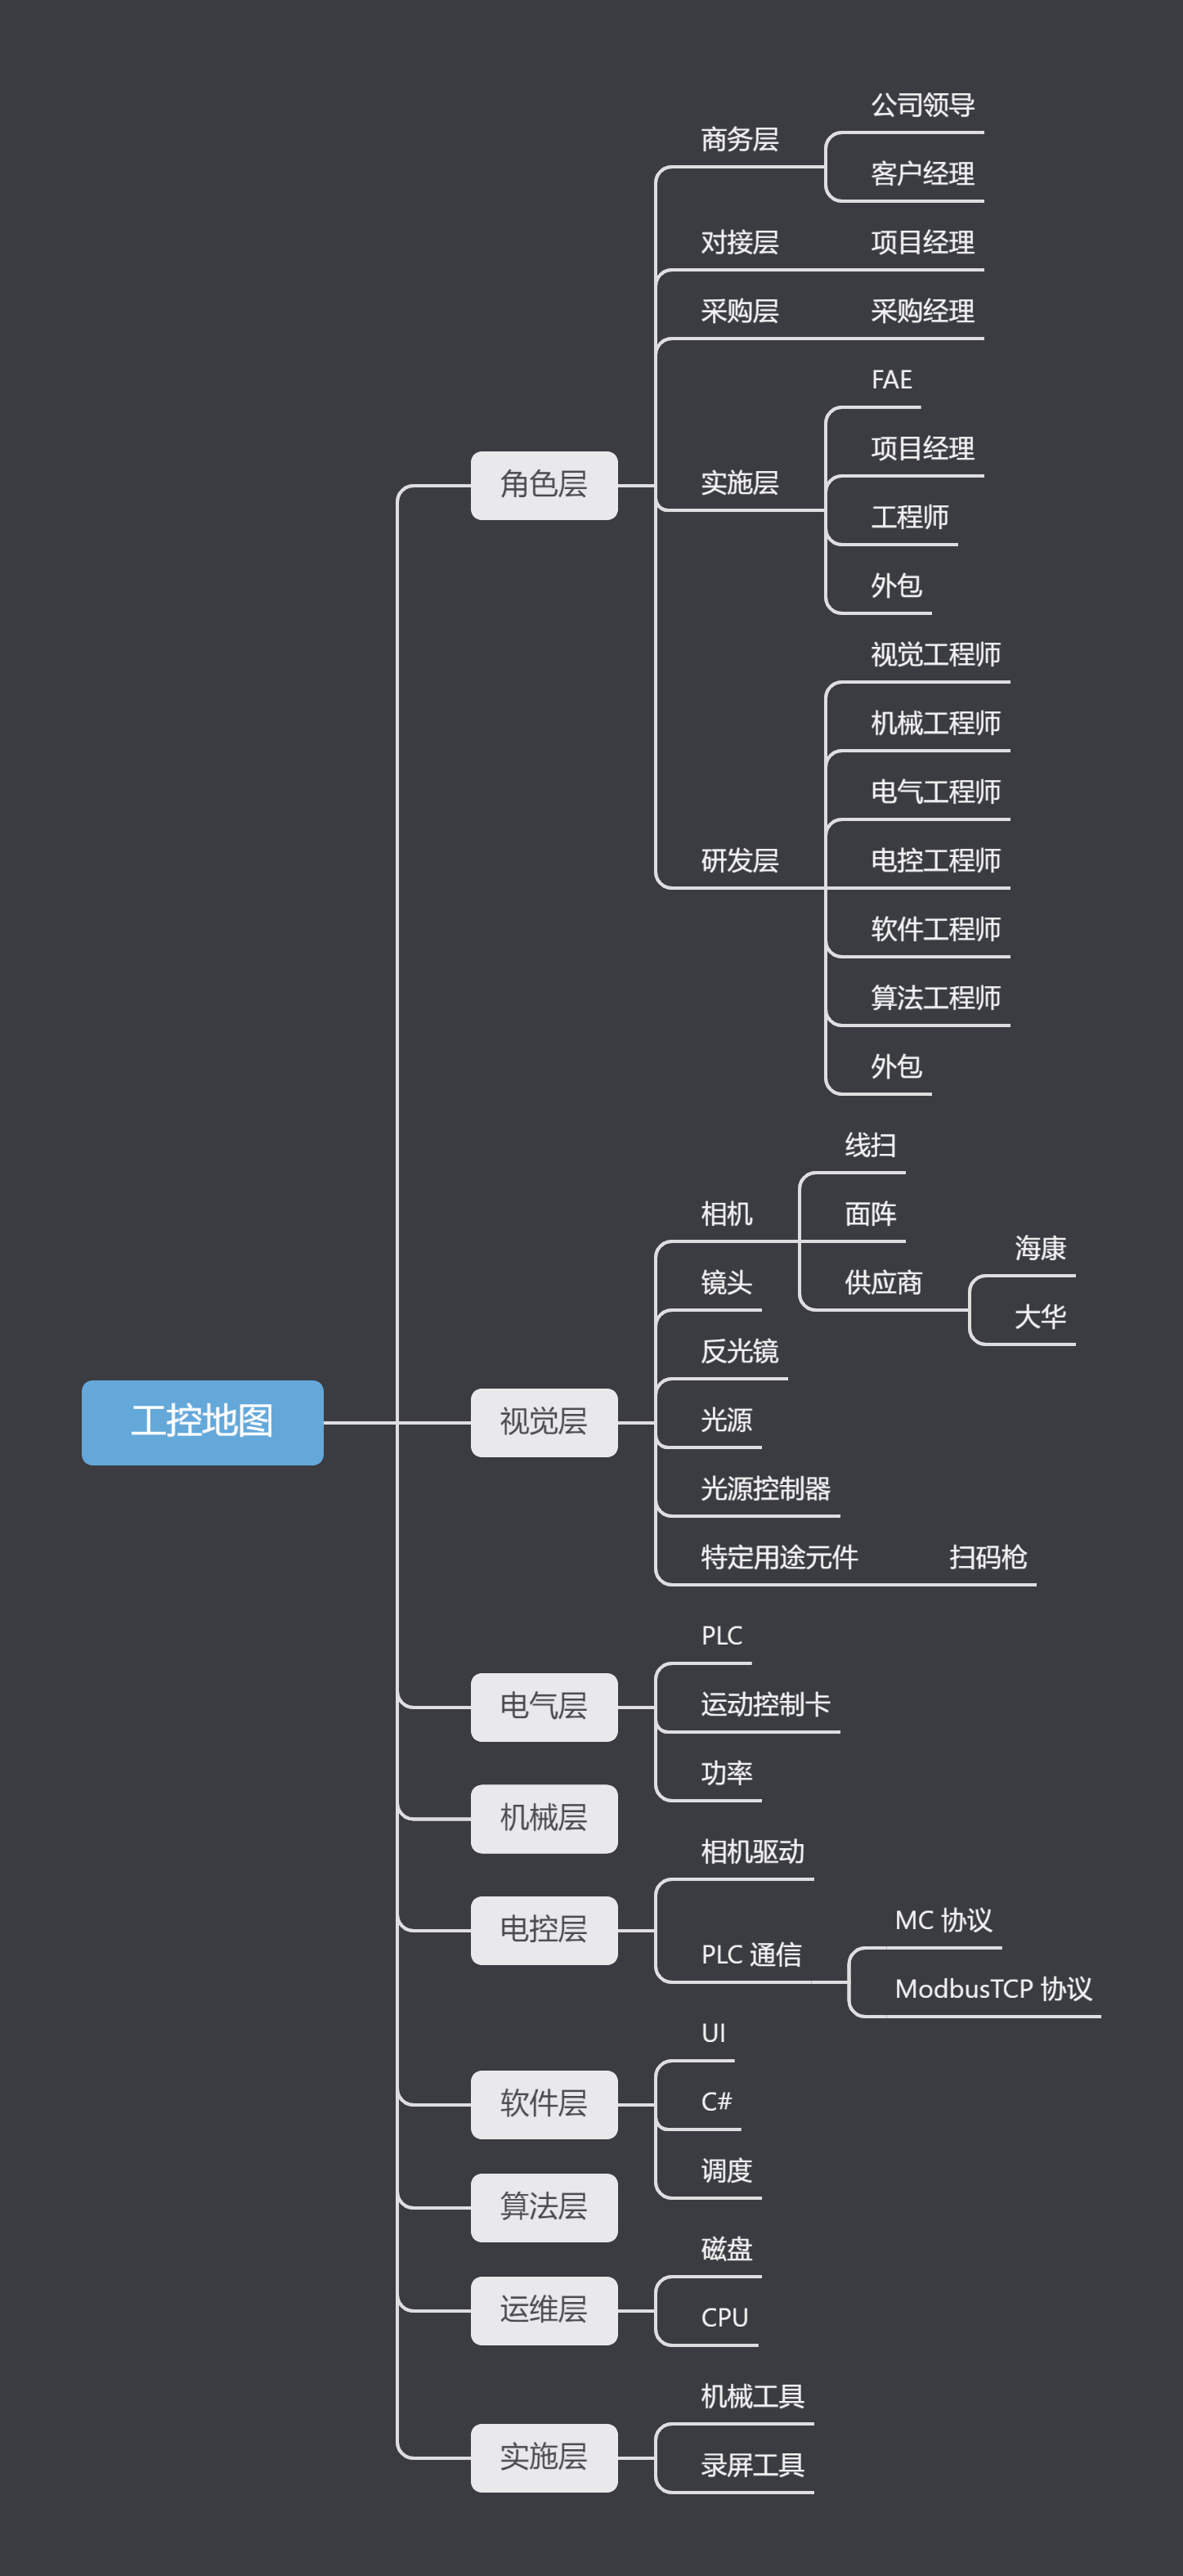 工控地图
角色层
商务层
公司领导
客户经理
对接层
项目经理
采购层
采购经理
实施层
FAE
项目经理
工程师
外包
研发层
视觉工程师
机械工程师
电气工程师
电控工程师
软件工程师
算法工程师
外包
视觉层
相机
线扫
面阵
供应商
海康
大华
镜头
反光镜
光源
光源控制器
特定用途元件
扫码枪
电气层
PLC
运动控制卡
功率
机械层
电控层
相机驱动
PLC 通信
MC 协议
ModbusTCP 协议
软件层
UI
C#
调度
算法层
运维层
磁盘
CPU
实施层
机械工具
录屏工具